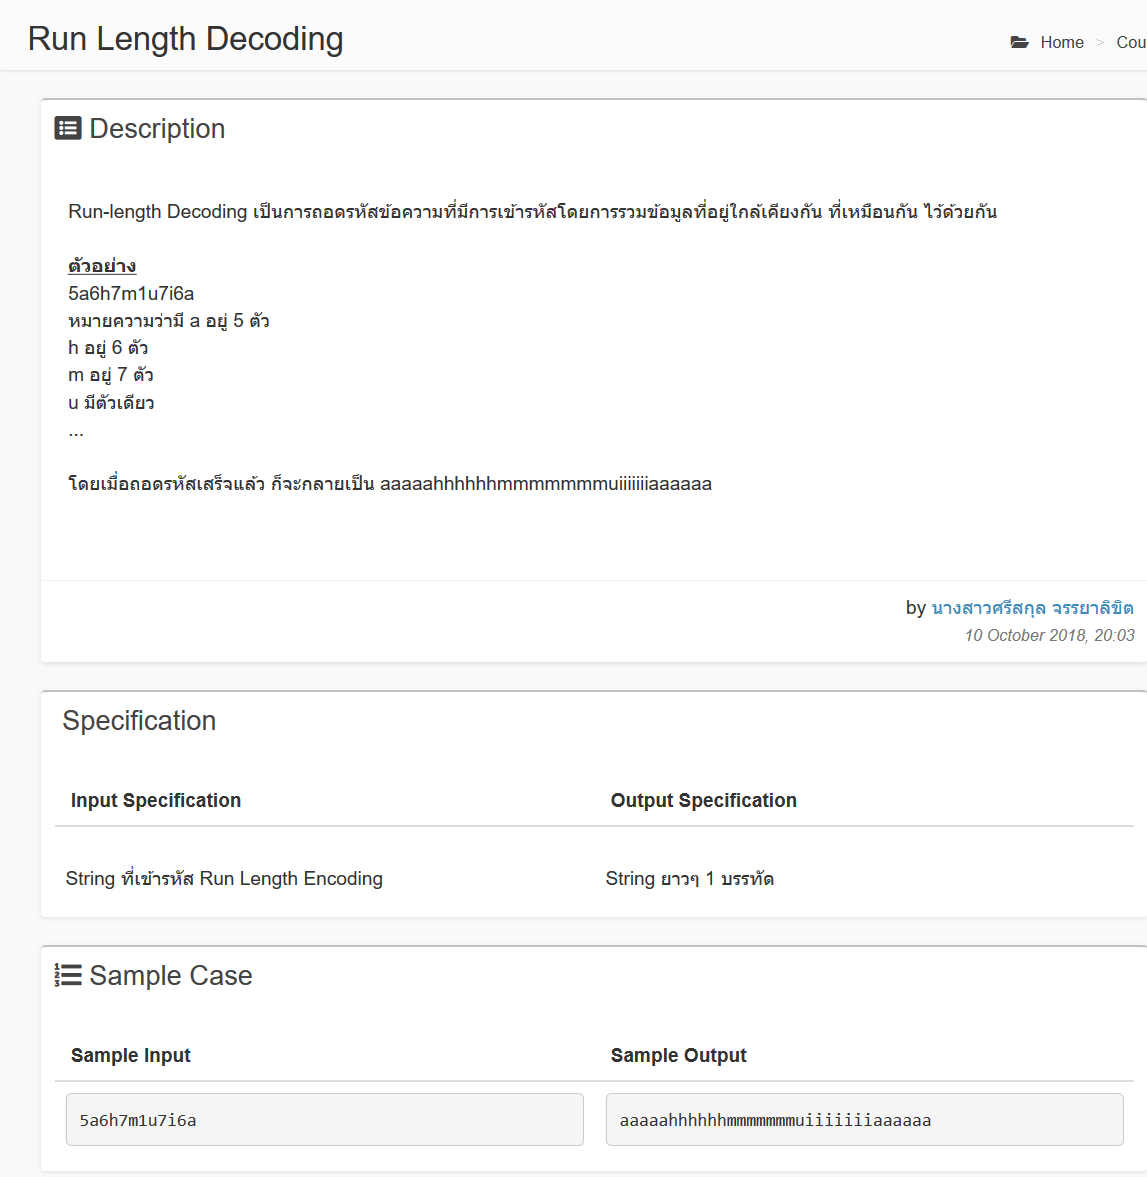 Run Length Decoding
Home > Cou
Description
Run-length Decoding เป็นการถอดรหัสข้อความที่มีการเข้ารหัสโดยการรวมข้อมูลที่อยู่ใกล้เคียงกัน ที่เหมือนกัน ไว้ด้วยกัน
ตัวอย่าง
5a6h7m1u7i6a
หมายความว่ามี a อยู่ 5 ตัว
h อยู่ 6 ตัว
m อยู่ 7 ตัว
u มีตัวเดียว
...
โดยเมื่อถอดรหัสเสร็จแล้ว ก็จะกลายเป็น aaaaahhhhhhmmmmmmmuiiiiiiiaaaaaa
by นางสาวศรีสกุล จรรยาลิขิต
10 October 2018, 20:03
Specification
Input Specification Output Specification
String ที่เข้ารหัส Run Length Encoding String ยาวๆ 1 บรรทัด
Sample Case
Sample Input Sample Output
5a6h7m1u7i6a aaaaahhhhhhmmmmmmmuiiiiiiiaaaaaa